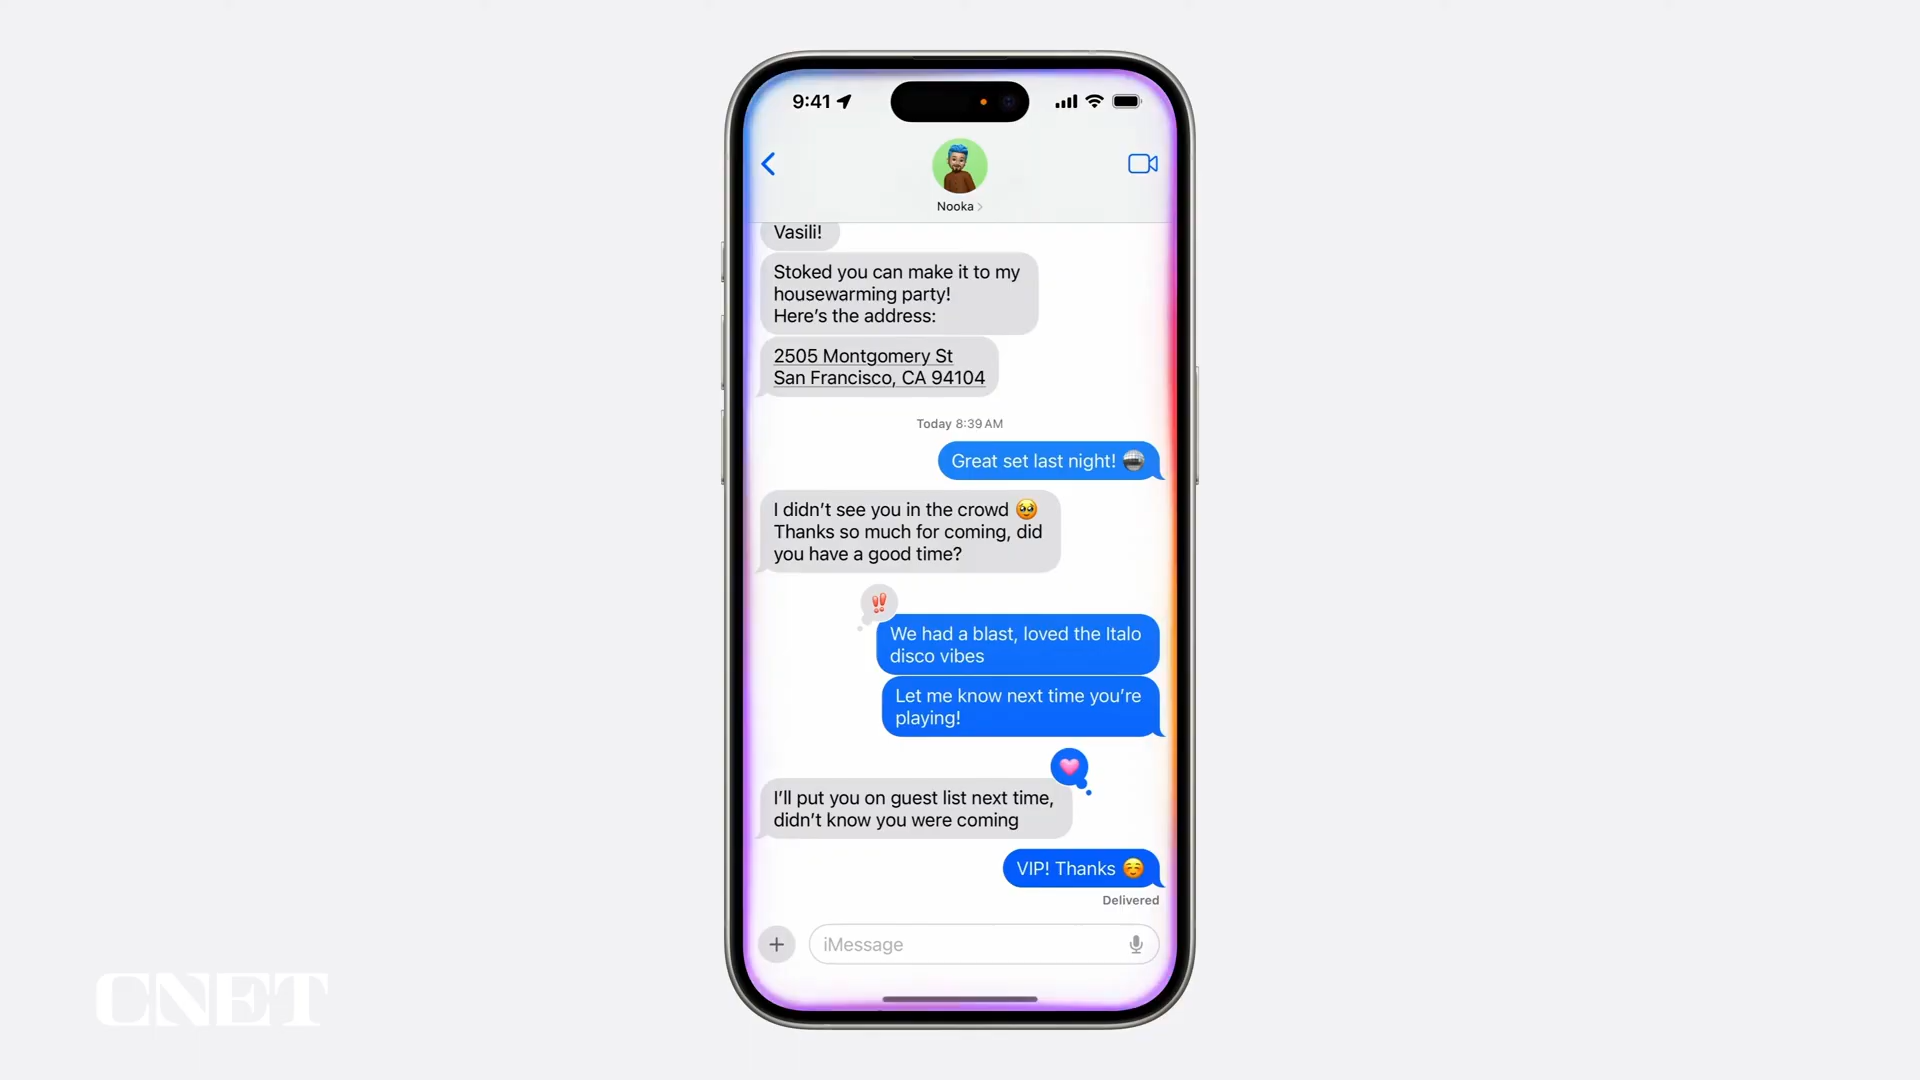 9:41
Nooka
Vasili!
Stoked you can make it to my
housewarming party!
Here’s the address:
2505 Montgomery St
San Francisco, CA 94104
Today 8:39 AM
Great set last night! 🪩
I didn’t see you in the crowd 🥹
Thanks so much for coming, did
you have a good time?
‼
We had a blast, loved the Italo
disco vibes
Let me know next time you’re
playing!
I’ll put you on guest list next time,
didn’t know you were coming
VIP! Thanks ☺️
Delivered
iMessage
CNET